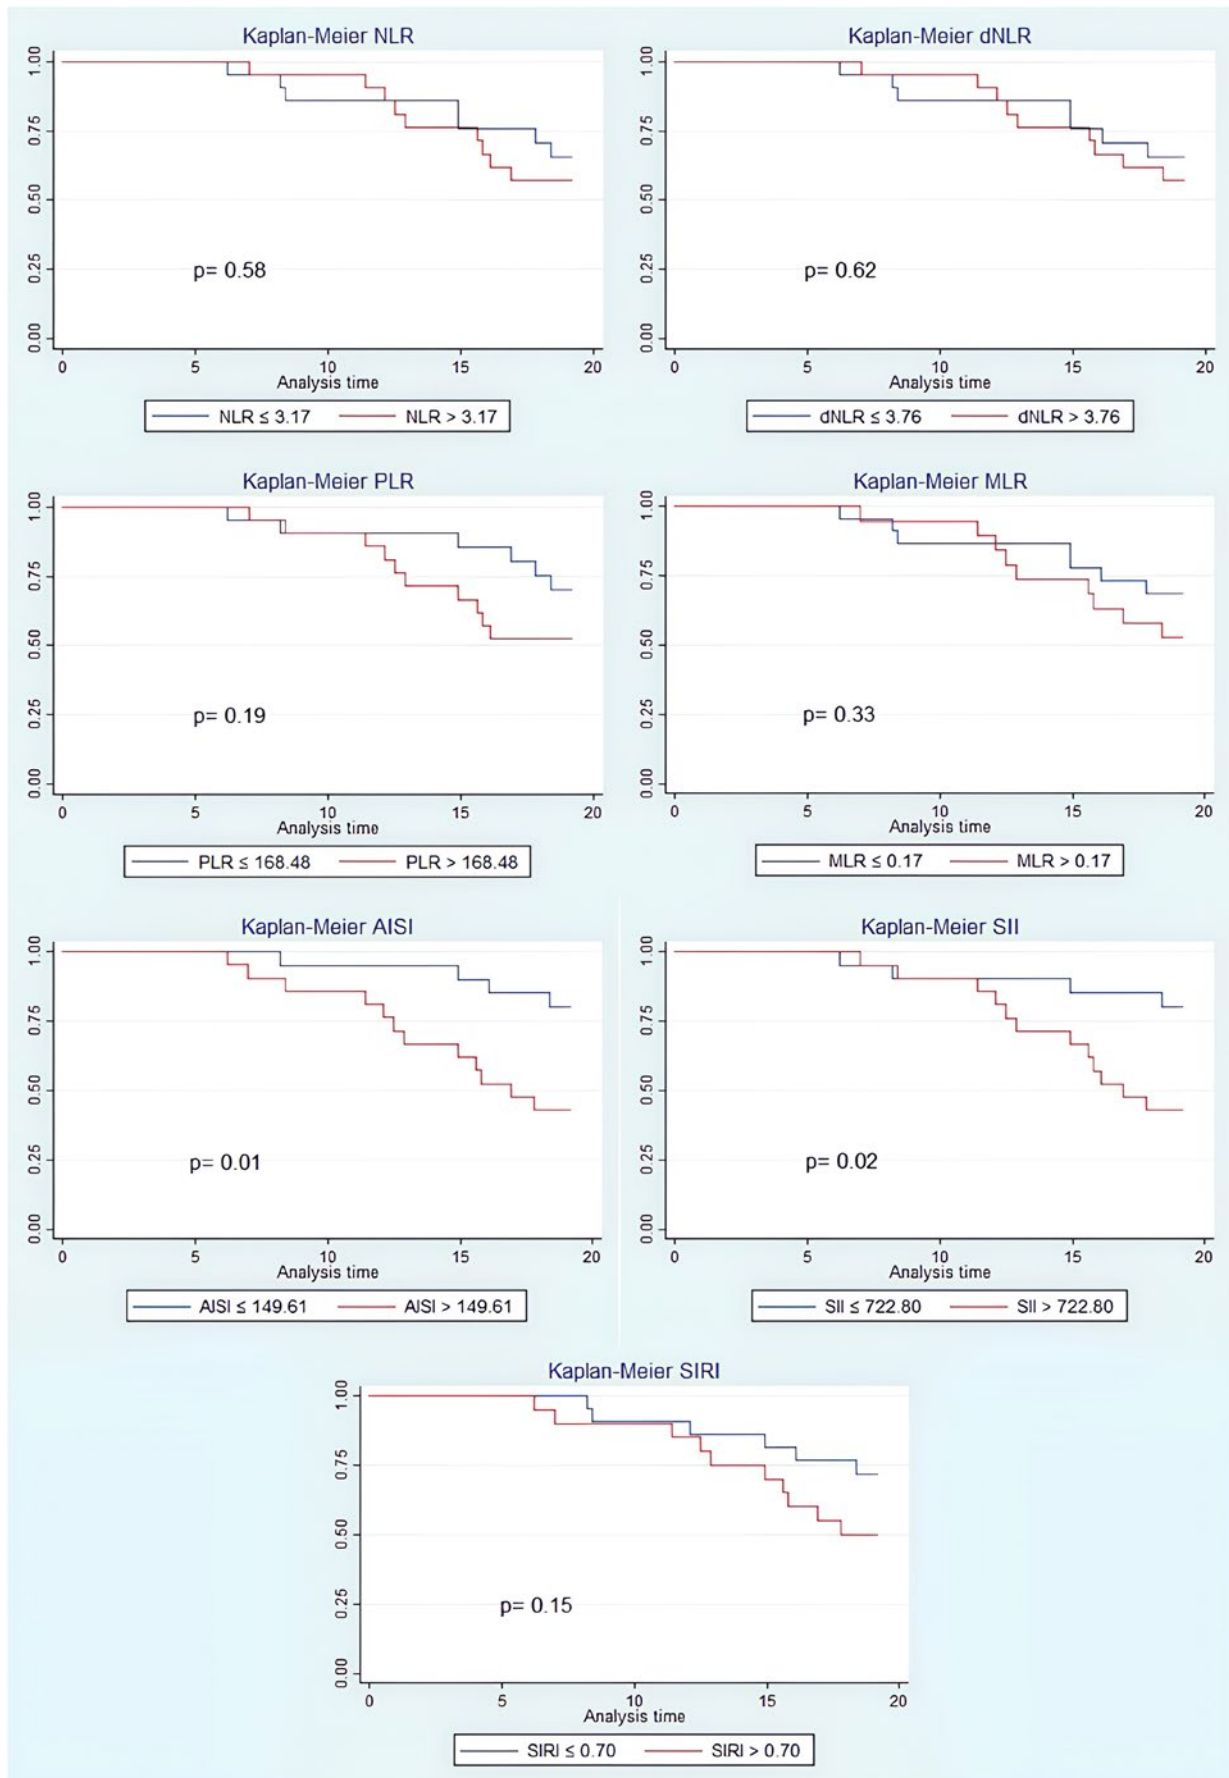 Kaplan-Meier NLR
1.00
0.75
0.50
0.25
0.00
p= 0.58
0 5 10 15 20
Analysis time
NLR ≤ 3.17 NLR > 3.17
Kaplan-Meier dNLR
1.00
0.75
0.50
0.25
0.00
p= 0.62
0 5 10 15 20
Analysis time
dNLR ≤ 3.76 dNLR > 3.76
Kaplan-Meier PLR
1.00
0.75
0.50
0.25
0.00
p= 0.19
0 5 10 15 20
Analysis time
PLR ≤ 168.48 PLR > 168.48
Kaplan-Meier MLR
1.00
0.75
0.50
0.25
0.00
p= 0.33
0 5 10 15 20
Analysis time
MLR ≤ 0.17 MLR > 0.17
Kaplan-Meier AISI
1.00
0.75
0.50
0.25
0.00
p= 0.01
0 5 10 15 20
Analysis time
AISI ≤ 149.61 AISI > 149.61
Kaplan-Meier SII
1.00
0.75
0.50
0.25
0.00
p= 0.02
0 5 10 15 20
Analysis time
SII ≤ 722.80 SII > 722.80
Kaplan-Meier SIRI
1.00
0.75
0.50
0.25
0.00
p= 0.15
0 5 10 15 20
Analysis time
SIRI ≤ 0.70 SIRI > 0.70